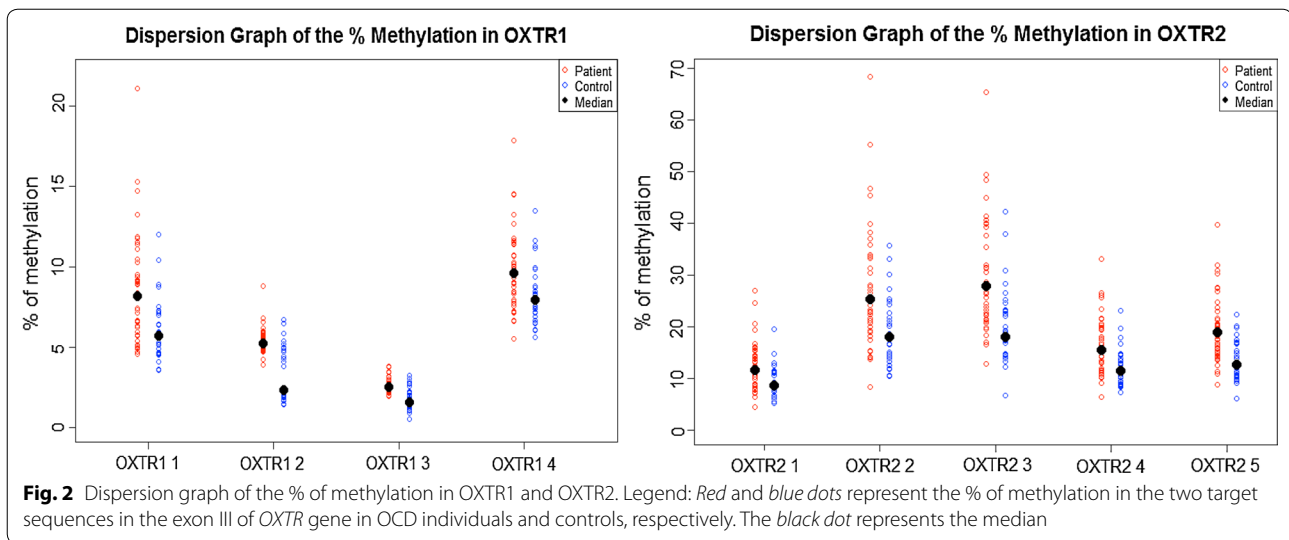 Dispersion Graph of the % Methylation in OXTR1
% of methylation
20
15
10
5
0
Patient
Control
Median
OXTR1 1
OXTR1 2
OXTR1 3
OXTR1 4
Dispersion Graph of the % Methylation in OXTR2
% of methylation
70
60
50
40
30
20
10
0
Patient
Control
Median
OXTR2 1
OXTR2 2
OXTR2 3
OXTR2 4
OXTR2 5
Fig. 2 Dispersion graph of the % of methylation in OXTR1 and OXTR2. Legend: Red and blue dots represent the % of methylation in the two target
sequences in the exon III of OXTR gene in OCD individuals and controls, respectively. The black dot represents the median